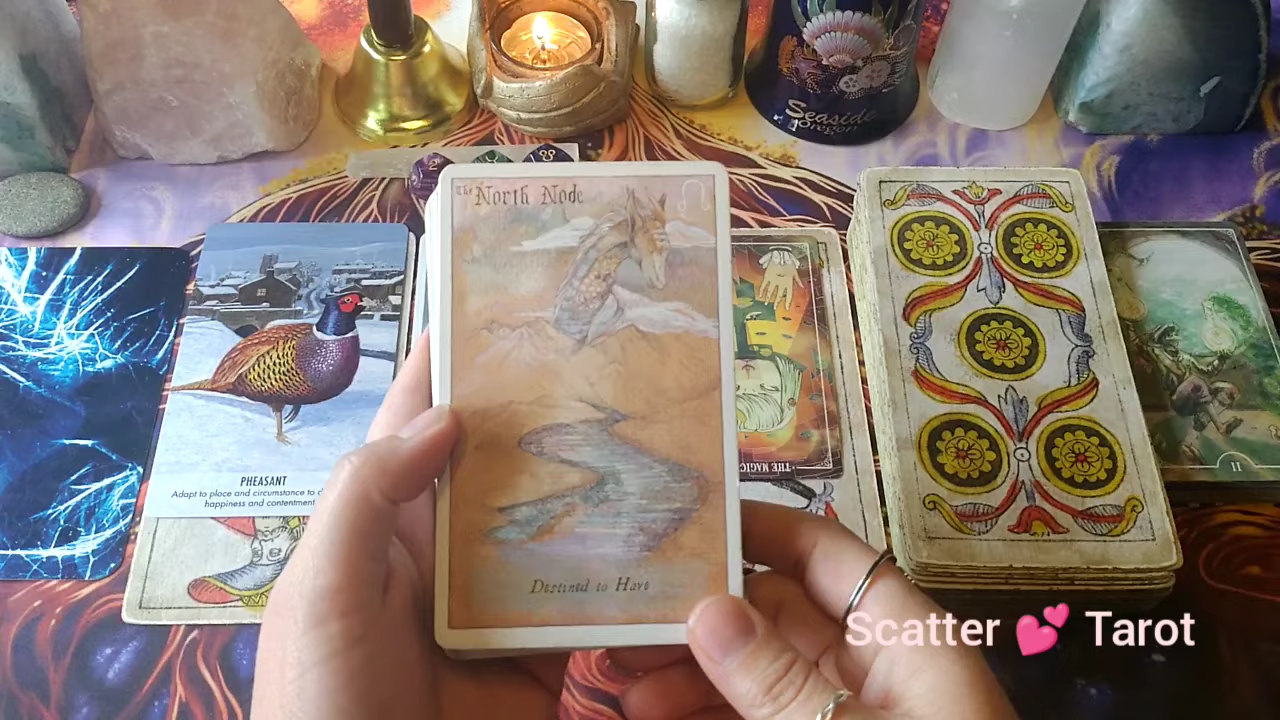 Seaside
Oregon
The North Node
Destined to Have
PHEASANT
Adapt to place and circumstance to
happiness and contentment
THE MAGIC
II
Scatter 💕 Tarot